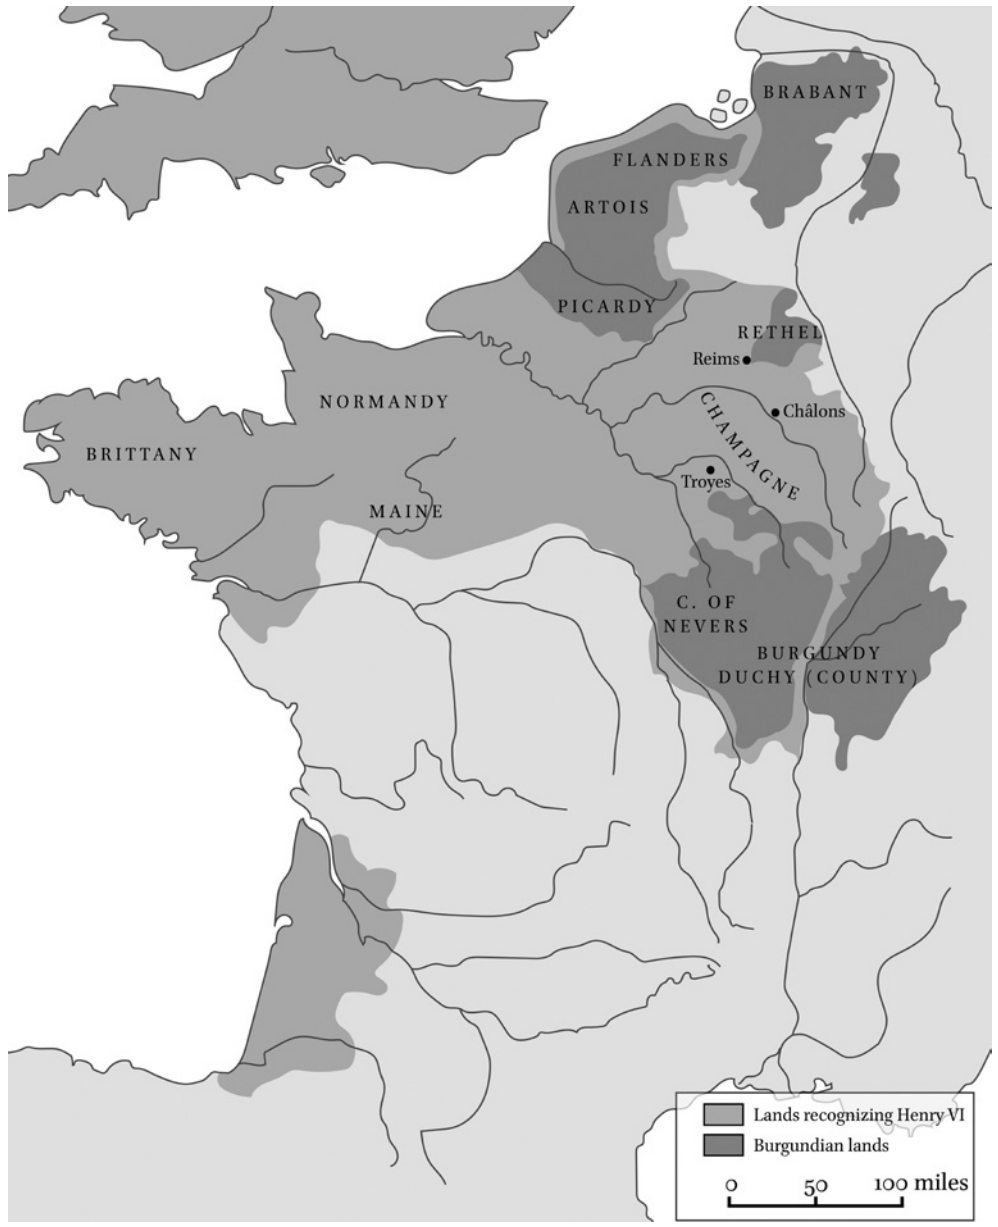 BRABANT
FLANDERS
ARTOIS
PICARDY
RETHEL
Reims
NORMANDY
CHAMPAGNE
Châlons
BRITTANY
Troyes
MAINE
C. OF
NEVERS
BURGUNDY
DUCHY (COUNTY)
Lands recognizing Henry VI
Burgundian lands
0 50 100 miles